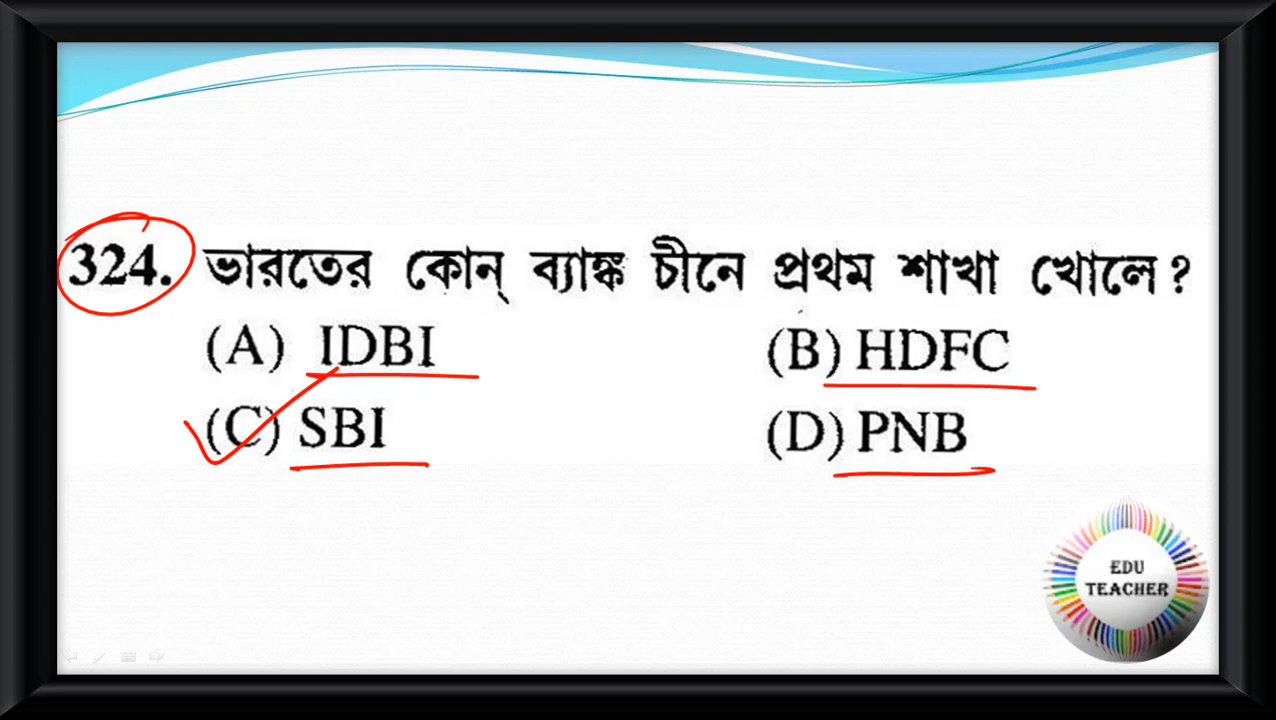 324. ভারতের কোন্ ব্যাঙ্ক চীনে প্রথম শাখা খোলে?
(A) IDBI (B) HDFC
(C) SBI (D) PNB
EDU
TEACHER